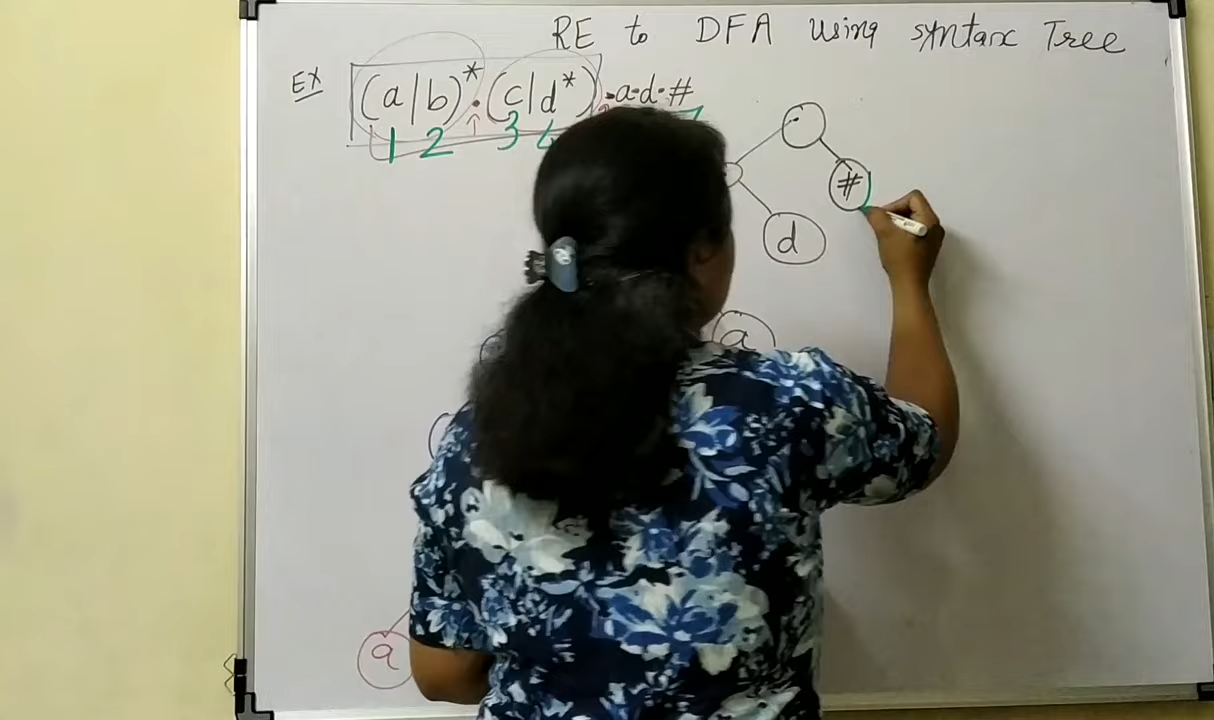 RE to DFA Using syntax Tree
Ex (a|b)*.(c|d*).a.d.#
1 2 3 4
#
d
a
a